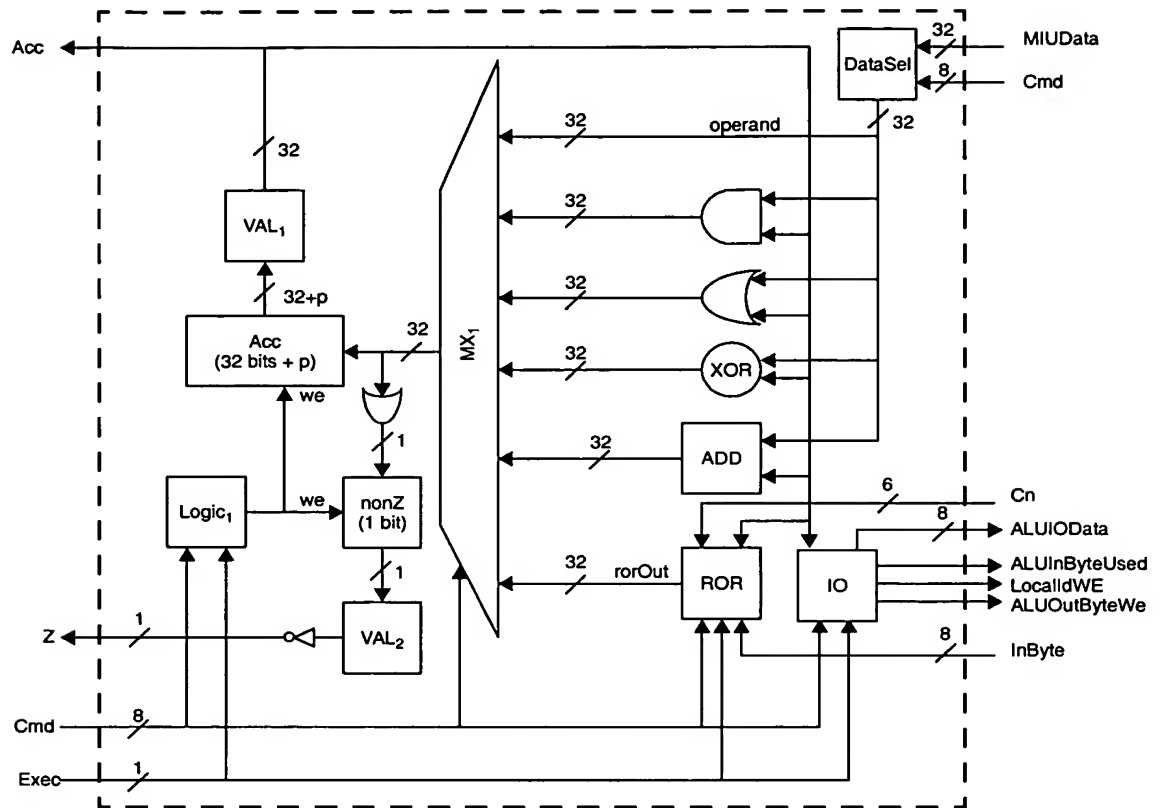 Acc
32
MIUData
DataSel
8
Cmd
32
32
operand
32
VAL₁
32
32+p
32
Acc
(32 bits + p)
32
MX₁
32
XOR
we
1
32
ADD
6
Cn
Logic₁
we
nonZ
(1 bit)
8
ALUIOData
1
32
rorOut
ROR
IO
ALUInByteUsed
LocalIdWE
ALUOutByteWe
Z
1
VAL₂
8
InByte
Cmd
8
Exec
1